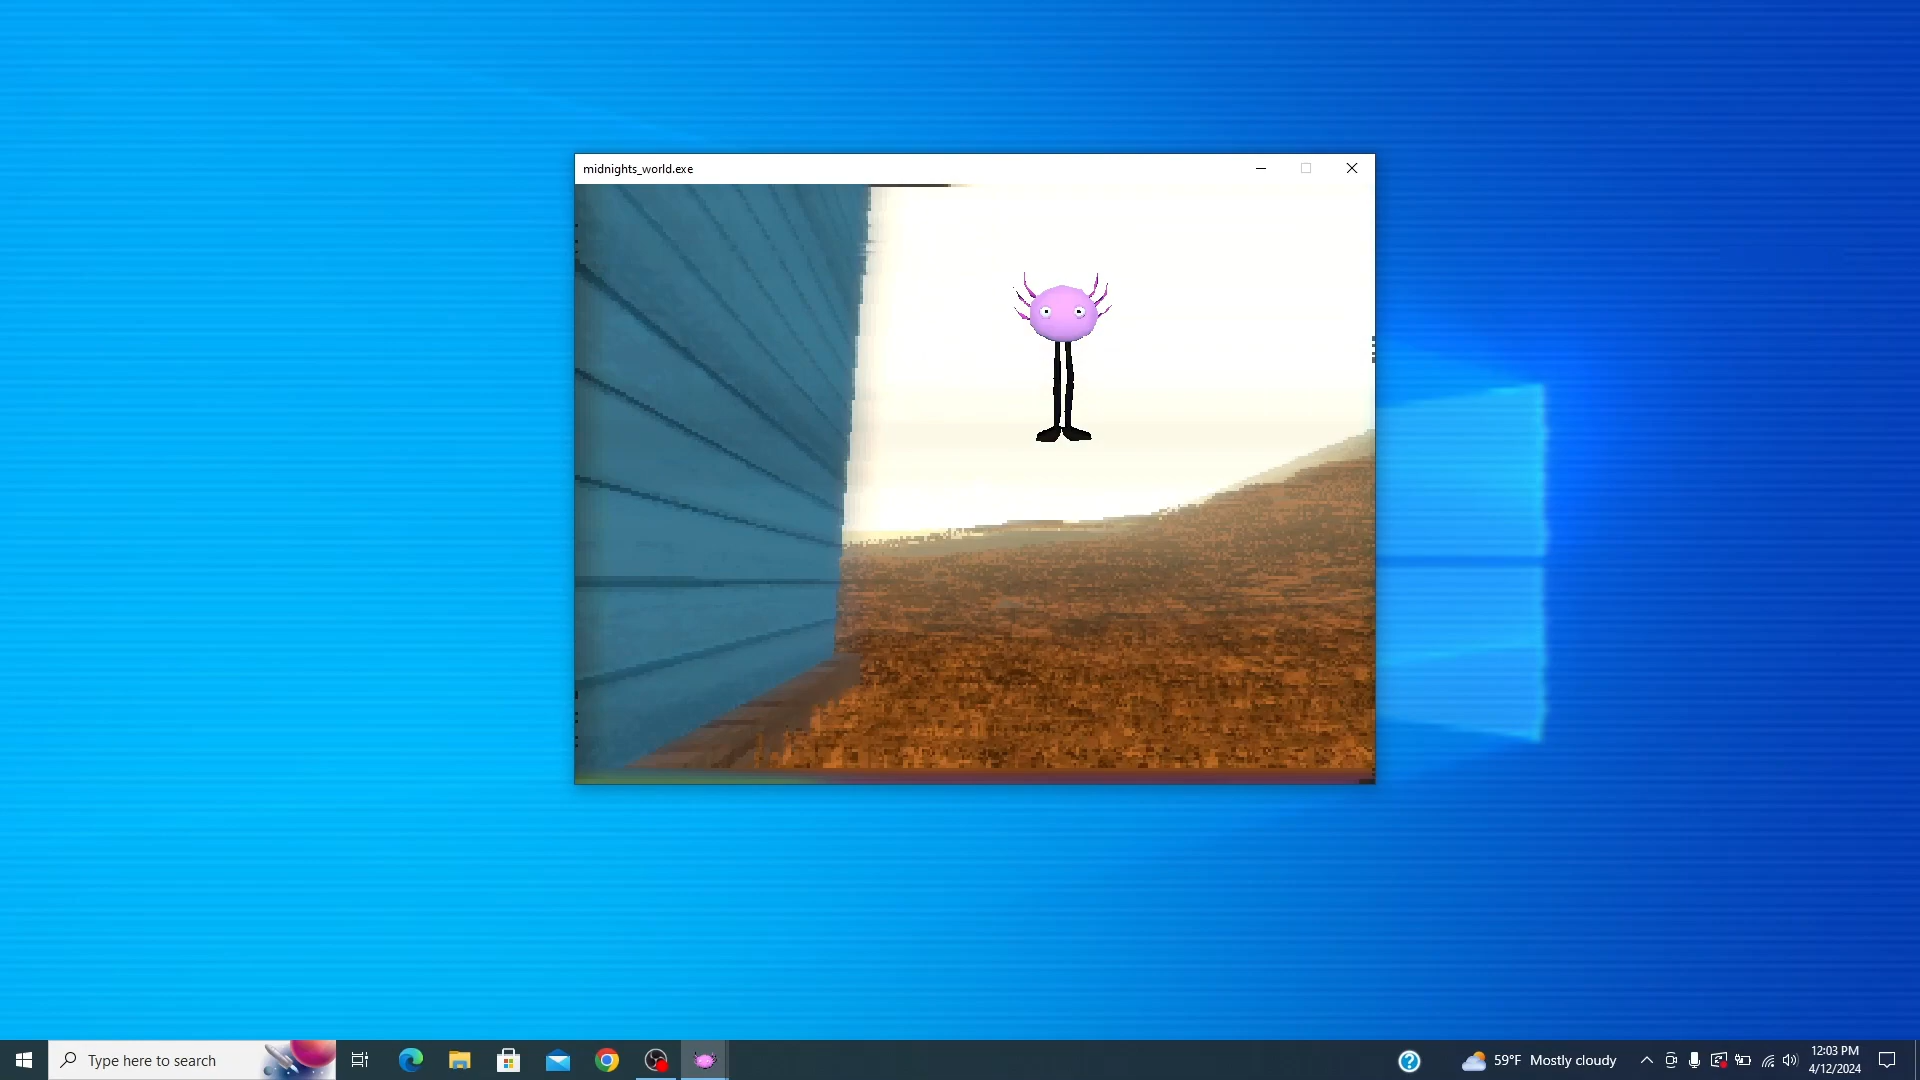 midnights_world.exe
Type here to search
59°F Mostly cloudy
12:03 PM
4/12/2024